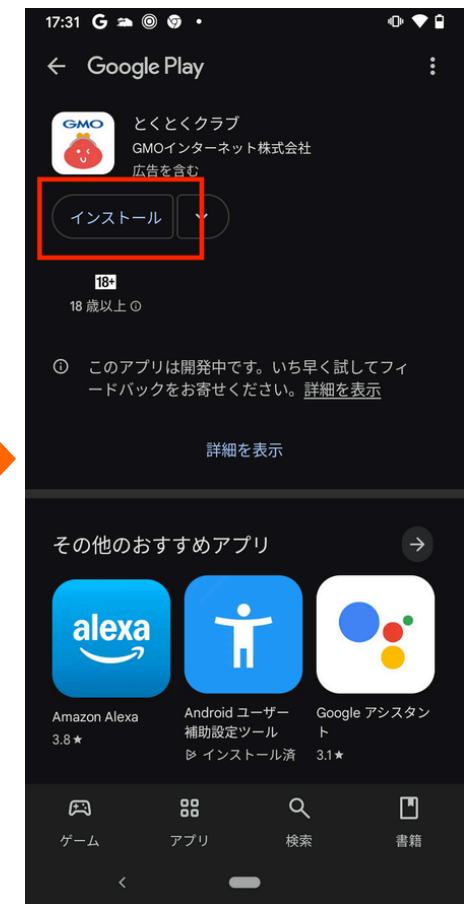 17:31 G
Google Play
GMO
とくとくクラブ
GMOインターネット株式会社
広告を含む
インストール
18+
18 歳以上
このアプリは開発中です。いち早く試してフィ
ードバックをお寄せください。詳細を表示
詳細を表示
その他のおすすめアプリ
alexa
Amazon Alexa
3.8★
Android ユーザー
補助設定ツール
インストール済
Google アシスタン
ト
3.1★
ゲーム
アプリ
検索
書籍